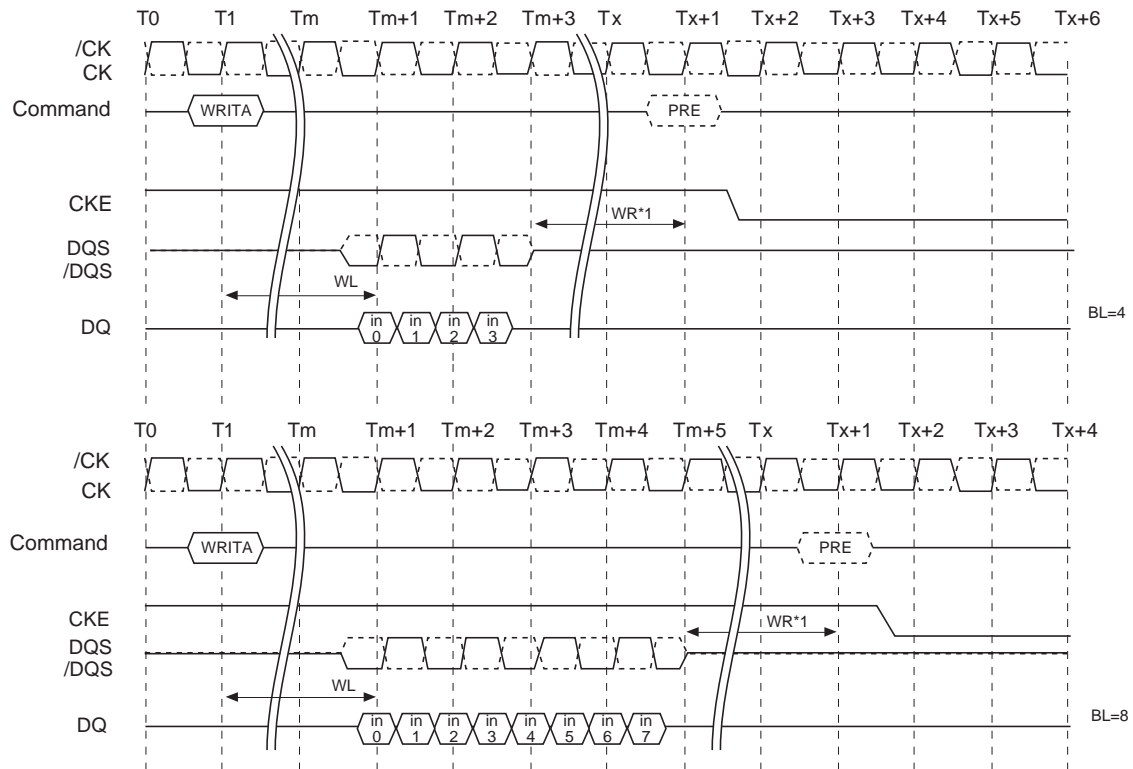 T0 T1 Tm Tm+1 Tm+2 Tm+3 Tx Tx+1 Tx+2 Tx+3 Tx+4 Tx+5 Tx+6
/CK
CK
Command WRITA PRE
CKE
WR*1
DQS
/DQS
WL
DQ in 0 in 1 in 2 in 3 BL=4
T0 T1 Tm Tm+1 Tm+2 Tm+3 Tm+4 Tm+5 Tx Tx+1 Tx+2 Tx+3 Tx+4
/CK
CK
Command WRITA PRE
CKE
WR*1
DQS
/DQS
WL
DQ in 0 in 1 in 2 in 3 in 4 in 5 in 6 in 7 BL=8